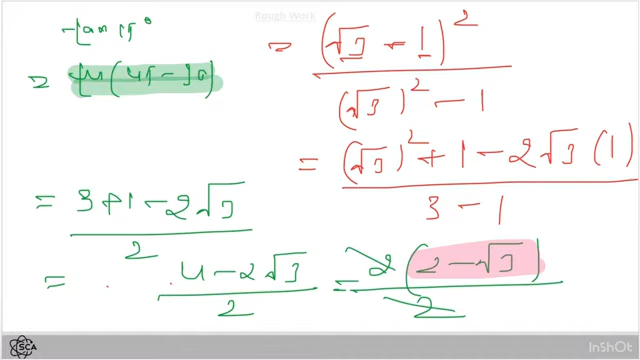 Rough Work
tan 15°
= tan (45 - 30)
= (√3 - 1)² / (√3)² - 1
= (√3)² + 1 - 2√3 (1) / 3 - 1
= 3+1 - 2√3 / 2
= 4 - 2√3 / 2 = 2(2 - √3) / 2
SCA
InShOt